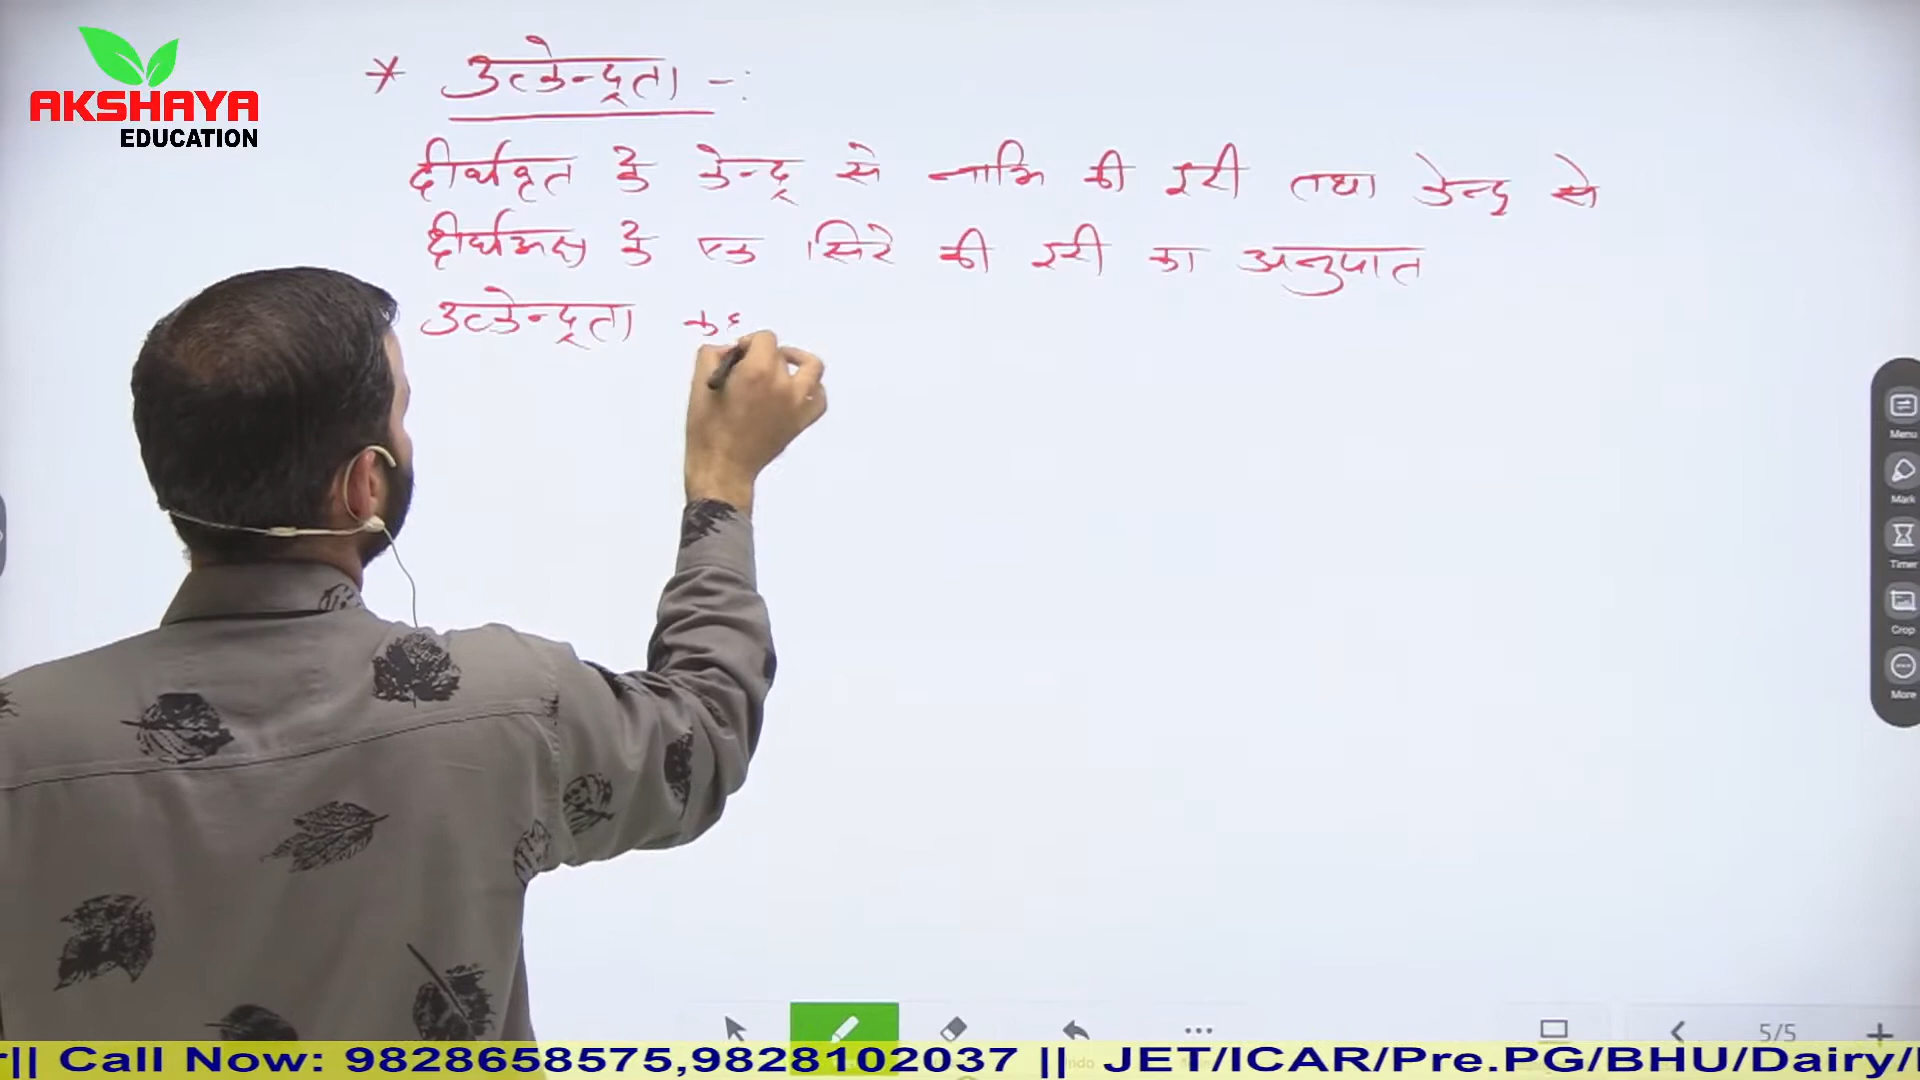 AKSHAYA
EDUCATION
* उत्केन्द्रता -:
दीर्घवृत के केन्द्र से नाभि की दूरी तथा केन्द्र से
दीर्घअक्ष के एक सिरे की दूरी का अनुपात
उत्केन्द्रता कह
Menu
Mark
Timer
Crop
More
5/5
|| Call Now: 9828658575,9828102037 || JET/ICAR/Pre.PG/BHU/Dairy/